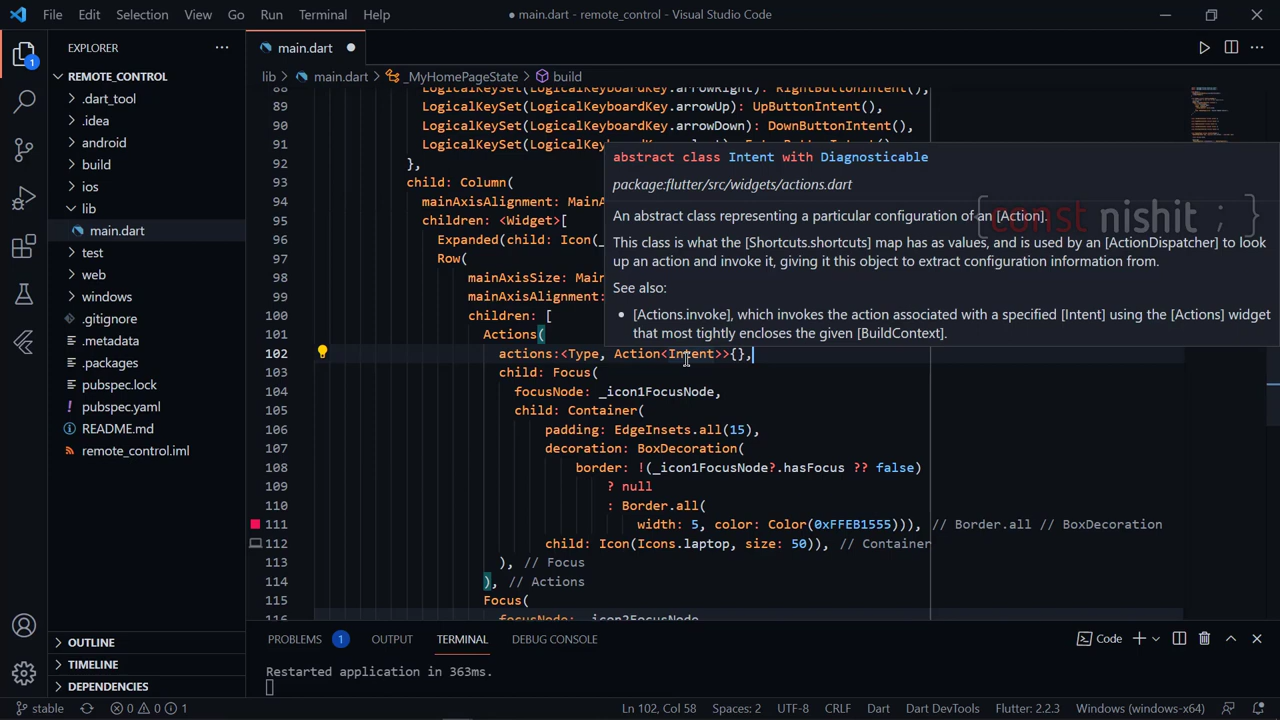 File Edit Selection View Go Run Terminal Help
● main.dart - remote_control - Visual Studio Code
EXPLORER
main.dart
REMOTE_CONTROL
lib > main.dart > _MyHomePageState > build
.dart_tool
.idea
android
build
ios
lib
main.dart
test
web
windows
.gitignore
.metadata
.packages
pubspec.lock
pubspec.yaml
README.md
remote_control.iml
OUTLINE
TIMELINE
DEPENDENCIES
88 LogicalKeySet(LogicalKeyboardKey.arrowRight): RightButtonIntent(),
89 LogicalKeySet(LogicalKeyboardKey.arrowUp): UpButtonIntent(),
90 LogicalKeySet(LogicalKeyboardKey.arrowDown): DownButtonIntent(),
91 LogicalKeySet(LogicalKeyboardKey
92 },
93 child: Column(
94 mainAxisAlignment:
95 children: <Widget>[
96 Expanded(child: Icon(
97 Row(
98 mainAxisSize:
99 mainAxisAlignment:
100 children: [
101 Actions(
102 actions:<Type, Action<Intent>>{},
103 child: Focus(
104 focusNode: _icon1FocusNode,
105 child: Container(
106 padding: EdgeInsets.all(15),
107 decoration: BoxDecoration(
108 border: !(_icon1FocusNode?.hasFocus ?? false)
109 ? null
110 : Border.all(
111 width: 5, color: Color(0xFFEB1555))), // Border.all // BoxDecoration
112 child: Icon(Icons.laptop, size: 50)), // Container
113 ), // Focus
114 ), // Actions
115 Focus(
116 focusNode: _icon2FocusNode
abstract class Intent with Diagnosticable
package:flutter/src/widgets/actions.dart
An abstract class representing a particular configuration of an [Action].
This class is what the [Shortcuts.shortcuts] map has as values, and is used by an [ActionDispatcher] to look
up an action and invoke it, giving it this object to extract configuration information from.
See also:
• [Actions.invoke], which invokes the action associated with a specified [Intent] using the [Actions] widget
that most tightly encloses the given [BuildContext].
{const nishit ; }
PROBLEMS 1 OUTPUT TERMINAL DEBUG CONSOLE
Code
Restarted application in 363ms.
stable 0 0 1
Ln 102, Col 58 Spaces: 2 UTF-8 CRLF Dart Dart DevTools Flutter: 2.2.3 Windows (windows-x64)
1